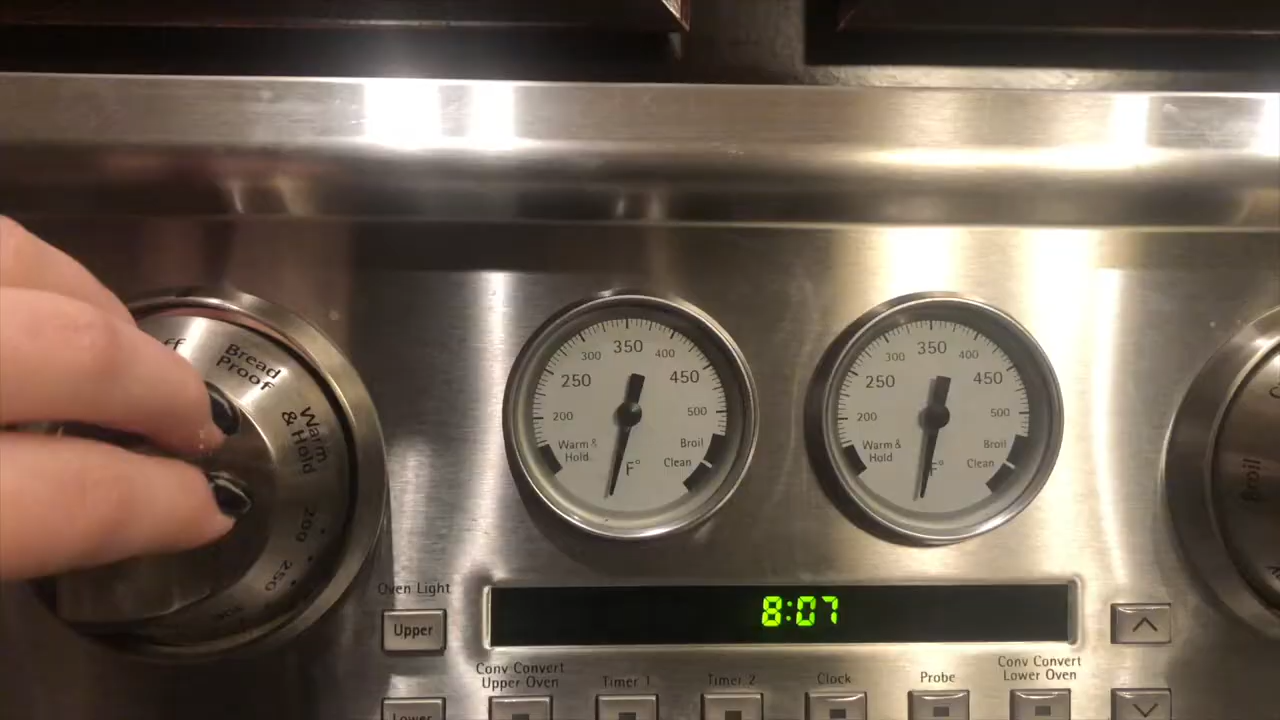 Bread
Proof
Warm
& Hold
200
250
350
300
400
250
450
200
500
Warm &
Hold
Broil
Clean
F°
350
300
400
250
450
200
500
Warm &
Hold
Broil
Clean
F°
Broil
Oven Light
Upper
8:07
Conv Convert
Upper Oven
Timer 1
Timer 2
Clock
Probe
Conv Convert
Lower Oven
Lower